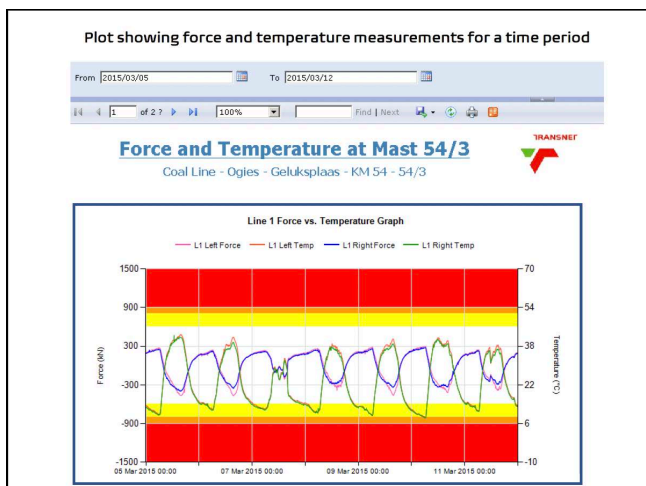 Plot showing force and temperature measurements for a time period
From 2015/03/05 To 2015/03/12
1 of 2 ? 100% Find | Next
TRANSNET
Force and Temperature at Mast 54/3
Coal Line - Ogies - Geluksplaas - KM 54 - 54/3
Line 1 Force vs. Temperature Graph
L1 Left Force L1 Left Temp L1 Right Force L1 Right Temp
1500 70
900 54
300 38
-300 22
-900 6
-1500 -10
Force (kN)
Temperature (°C)
05 Mar 2015 00:00 07 Mar 2015 00:00 09 Mar 2015 00:00 11 Mar 2015 00:00